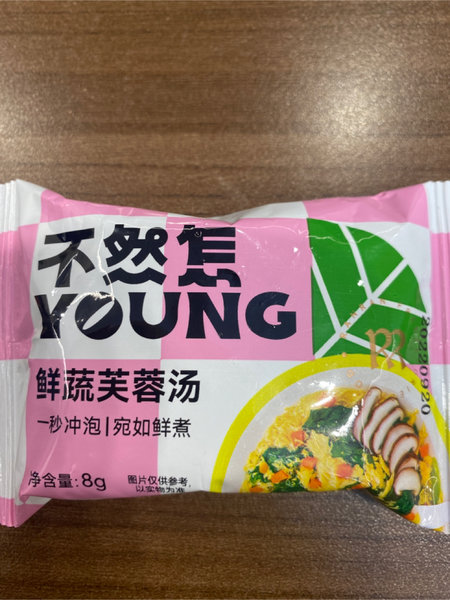 不然怎
YOUNG
鲜蔬芙蓉汤
一秒冲泡|宛如鲜煮
净含量:8g
图片仅供参考,
以实物为准
20220920